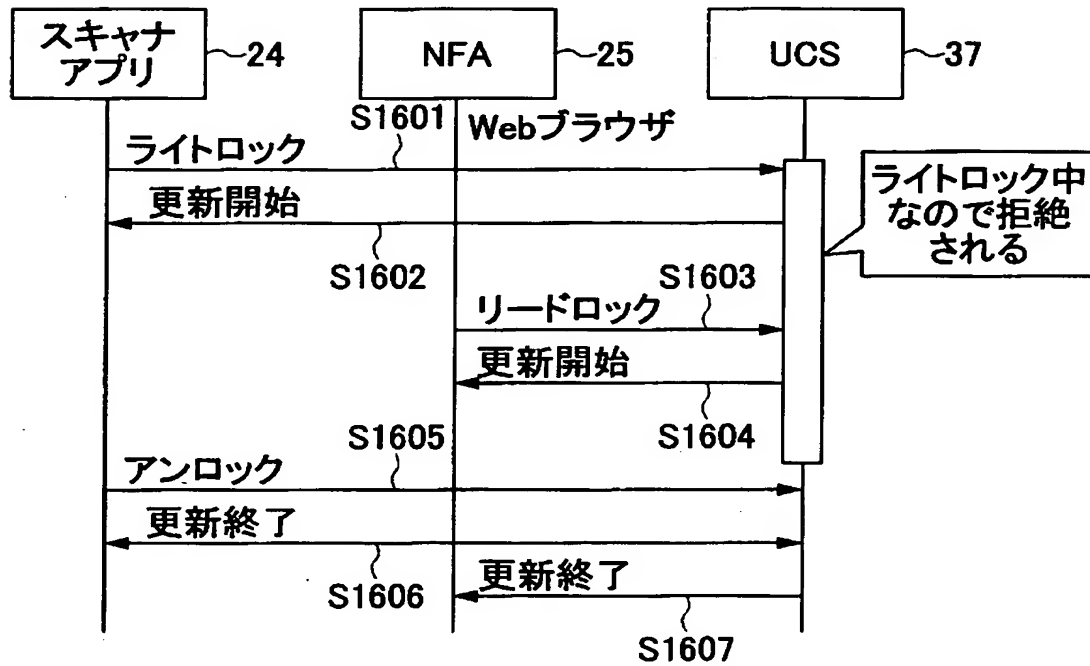 スキャナ
アプリ
24
NFA
25
UCS
37
S1601
Webブラウザ
ライトロック
更新開始
S1602
ライトロック中
なので拒絶
される
S1603
リードロック
更新開始
S1604
S1605
アンロック
更新終了
S1606
更新終了
S1607